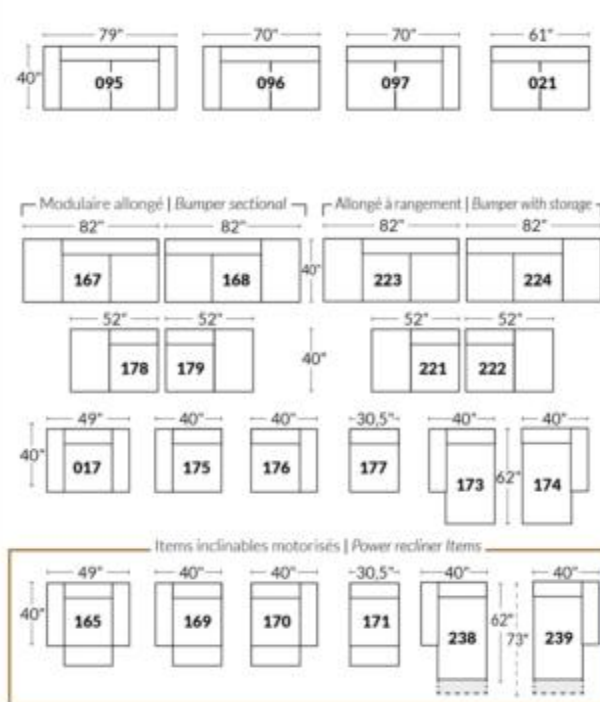 79" 70" 70" 61"
40"
095 096 097 021
Modulaire allongé | Bumper sectional
Allongé à rangement | Bumper with storage
82" 82" 82" 82"
40" 40"
167 168 223 224
52" 52" 52" 52"
40"
178 179 221 222
49" 40" 40" 30,5" 40" 40"
40" 62"
017 175 176 177 173 174
Items inclinables motorisés | Power recliner Items
49" 40" 40" 30,5" 40" 40"
40" 62" 73"
165 169 170 171 238 239